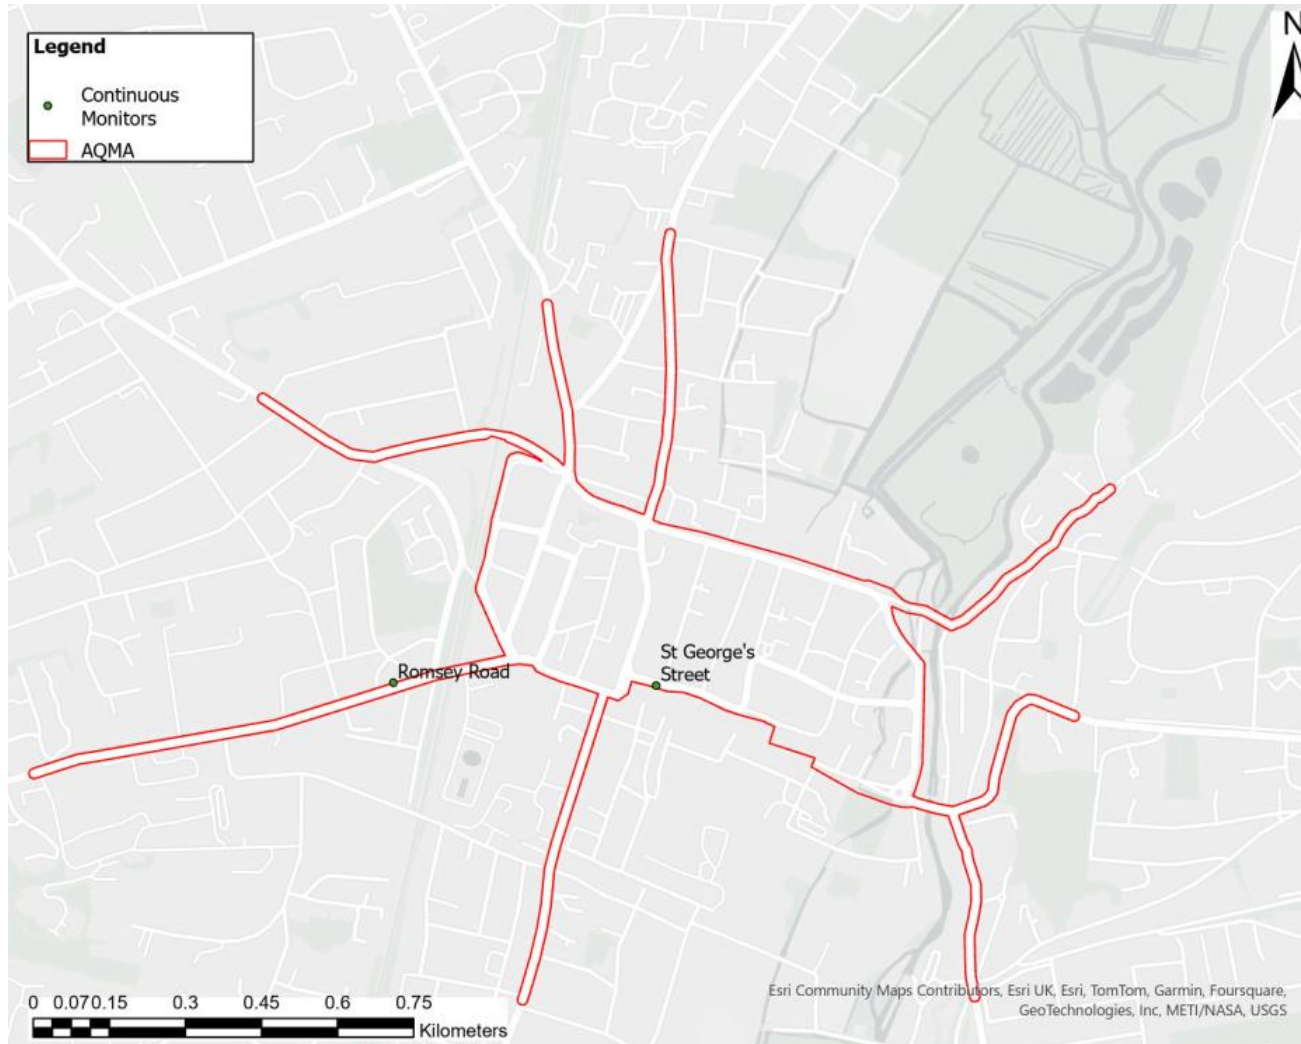 Legend
Continuous
Monitors
AQMA
N
Romsey Road
St George's
Street
0 0.070.15 0.3 0.45 0.6 0.75
Kilometers
Esri Community Maps Contributors, Esri UK, Esri, TomTom, Garmin, Foursquare,
GeoTechnologies, Inc, METI/NASA, USGS